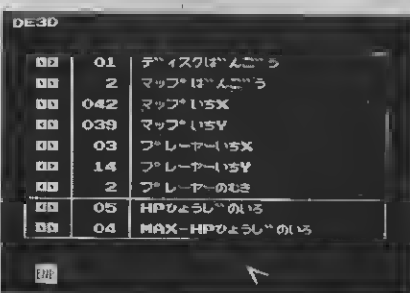 DE3D
01 ディスクばんごう
2 マップばんごう
042 マップいちX
039 マップいちY
03 プレーヤーいちX
14 プレーヤーいちY
2 プレーヤーのむき
05 HPひょうじのいろ
04 MAX-HPひょうじのいろ
END